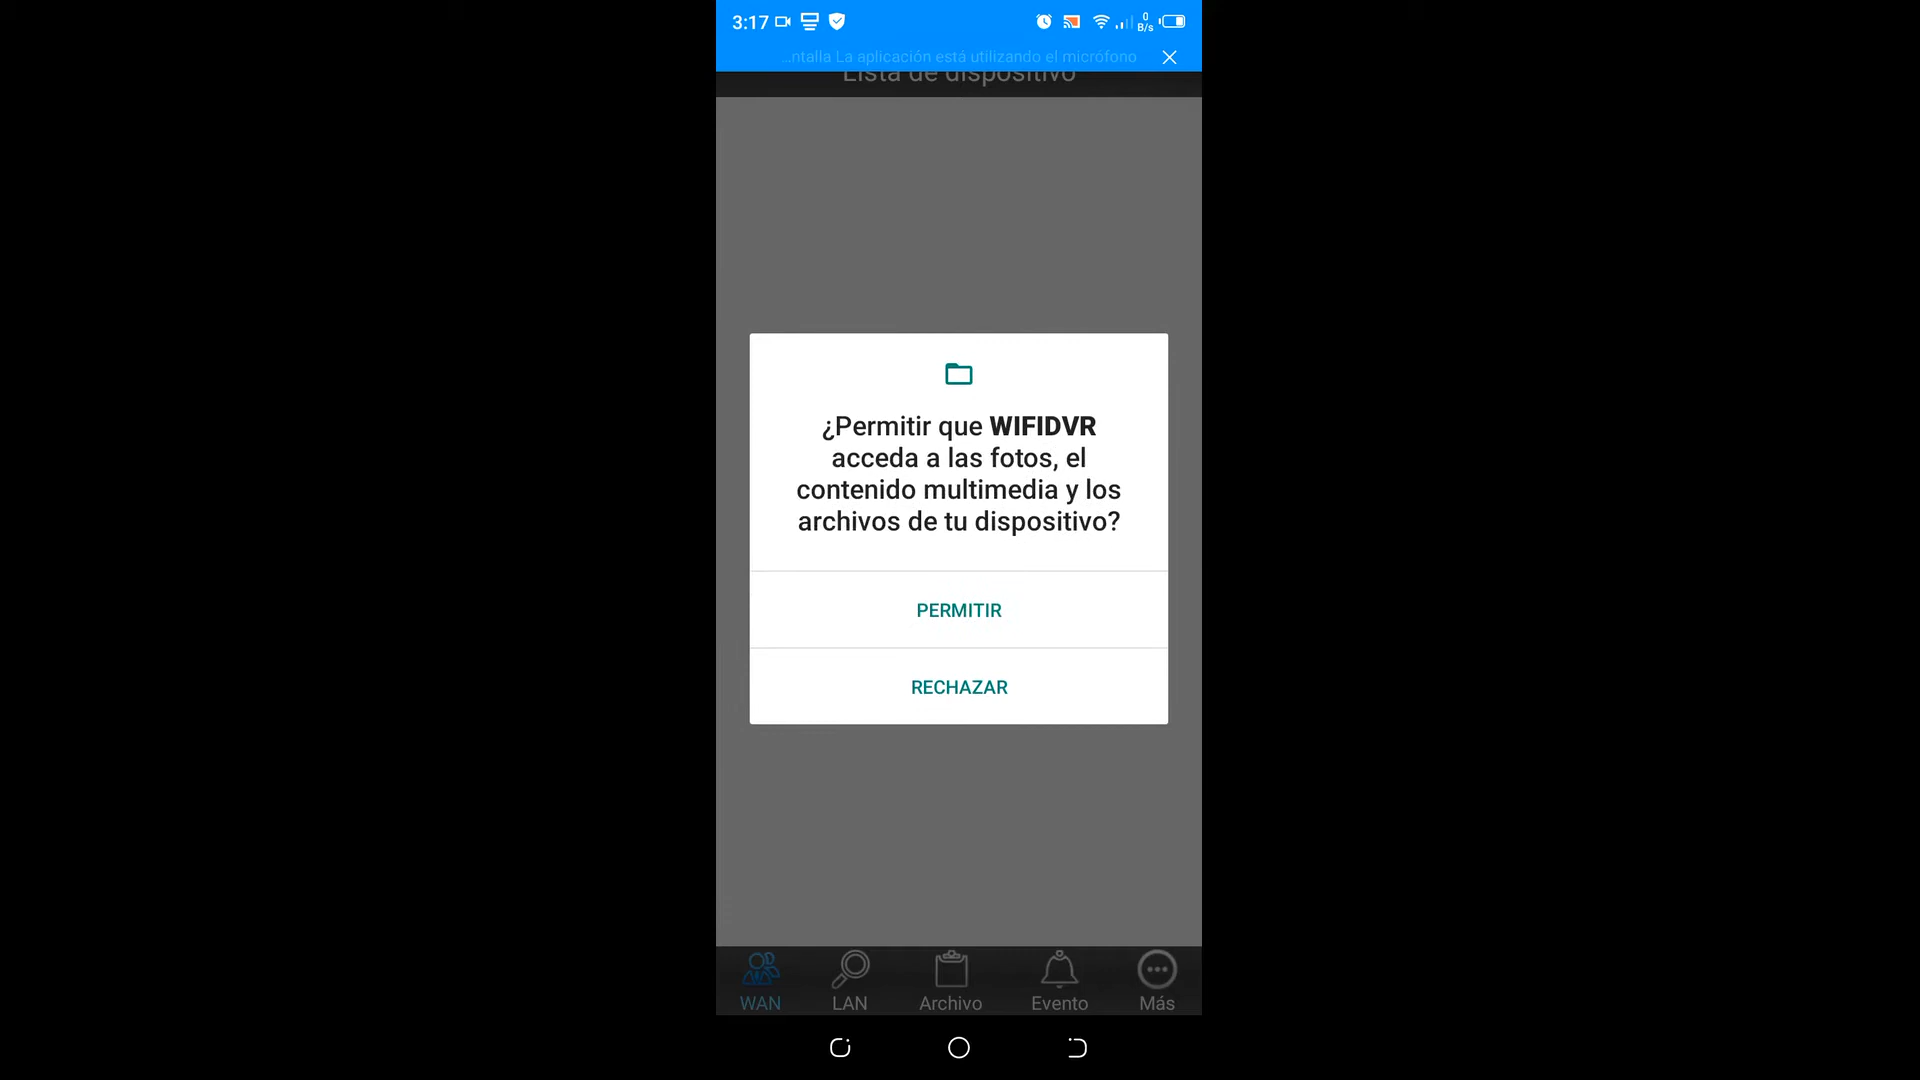 3:17
0
B/s
...ntalla La aplicación está utilizando el micrófono
Lista de dispositivo
¿Permitir que WIFIDVR
acceda a las fotos, el
contenido multimedia y los
archivos de tu dispositivo?
PERMITIR
RECHAZAR
WAN
LAN
Archivo
Evento
Más